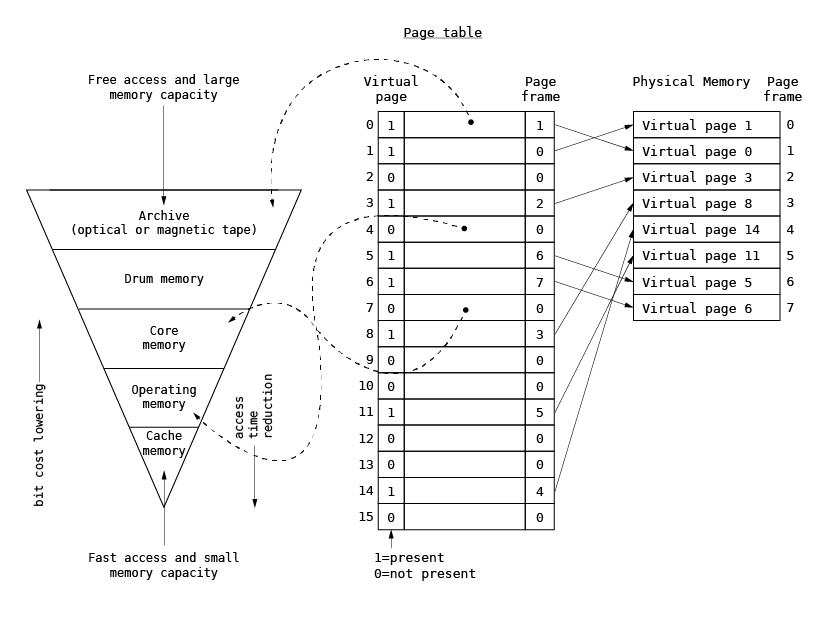 Page table
Free access and large
memory capacity
Archive
(optical or magnetic tape)
Drum memory
Core
memory
Operating
memory
Cache
memory
bit cost lowering
access
time
reduction
Fast access and small
memory capacity
Virtual
page
Page
frame
0 1 1
1 1 0
2 0 0
3 1 2
4 0 0
5 1 6
6 1 7
7 0 0
8 1 3
9 0 0
10 0 0
11 1 5
12 0 0
13 0 0
14 1 4
15 0 0
1=present
0=not present
Physical Memory
Page
frame
Virtual page 1 0
Virtual page 0 1
Virtual page 3 2
Virtual page 8 3
Virtual page 14 4
Virtual page 11 5
Virtual page 5 6
Virtual page 6 7